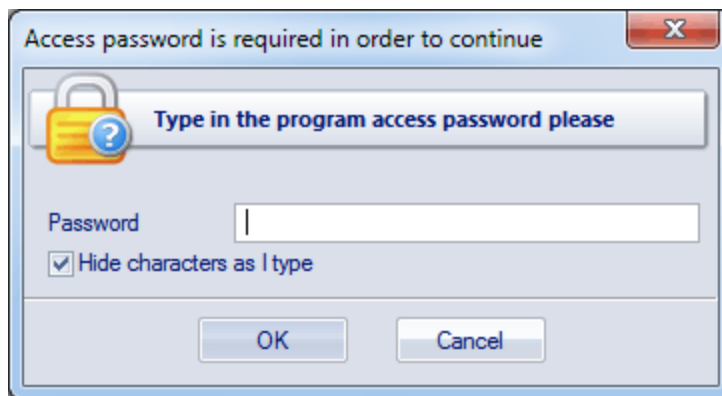 Access password is required in order to continue
Type in the program access password please
Password
Hide characters as I type
OK
Cancel